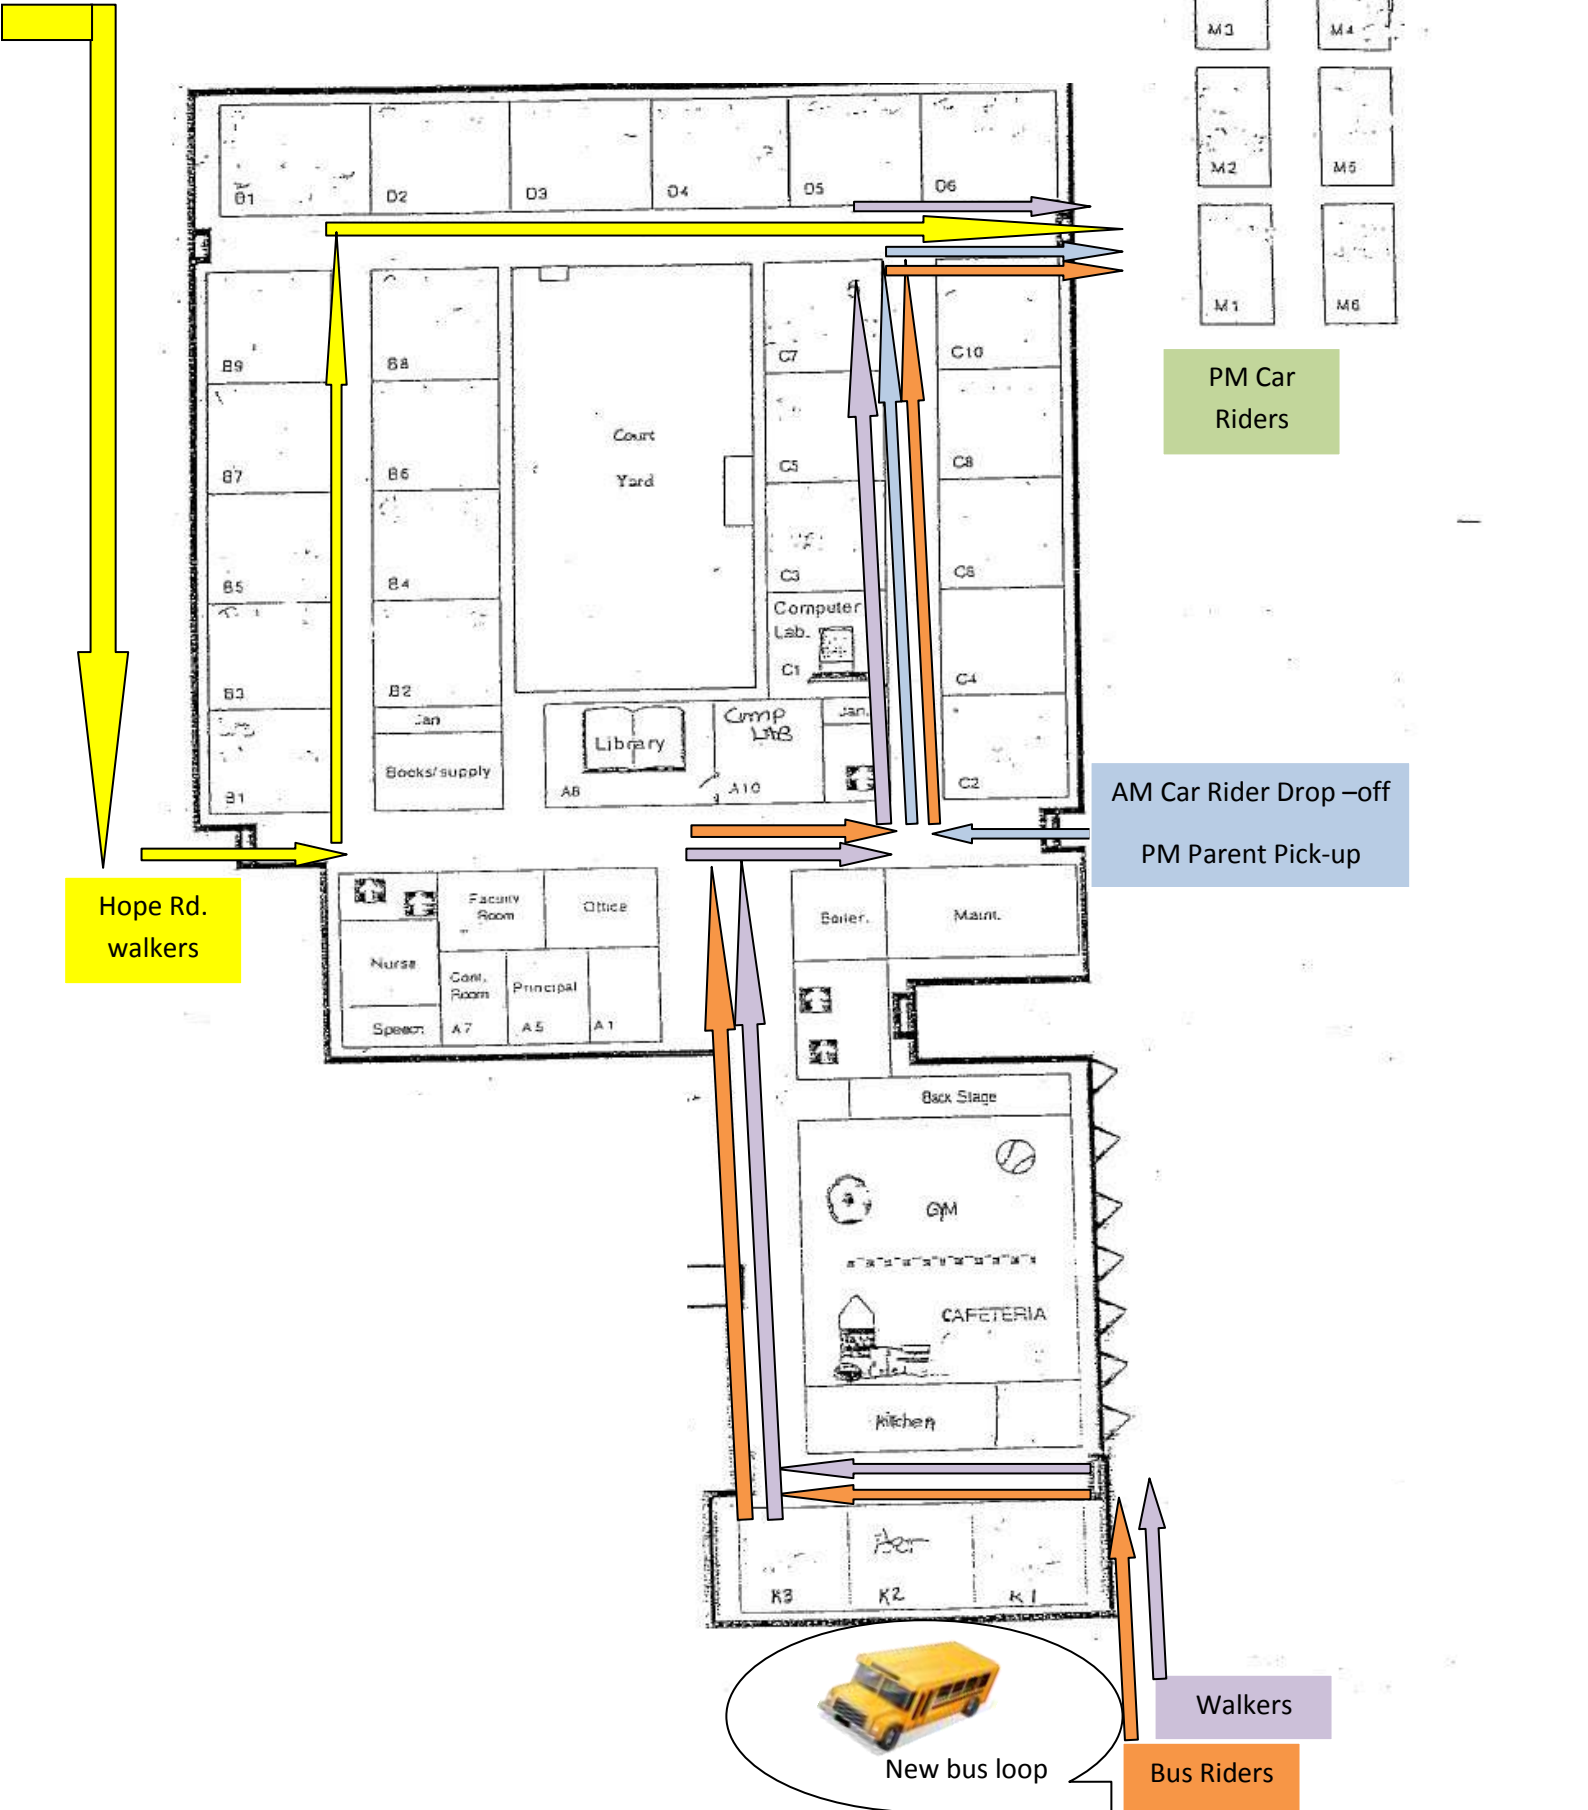 M3
M4
M2
M5
M1
M6
D1
D2
D3
D4
D5
D6
B9
B8
C7
C10
PM Car
Riders
Court
Yard
B7
B6
C5
C8
B5
B4
C3
C6
Computer
Lab.
C1
B3
B2
C4
Jan
Library
Comp
LAB
Jan.
Books/supply
B1
A8
A10
C2
AM Car Rider Drop –off
PM Parent Pick-up
Hope Rd.
walkers
Faculty
Room
Office
Boiler.
Maint.
Nurse
Conf.
Room
Principal
Speech
A7
A5
A1
Back Stage
GYM
CAFETERIA
Kitchen
K3
K2
K1
New bus loop
Walkers
Bus Riders